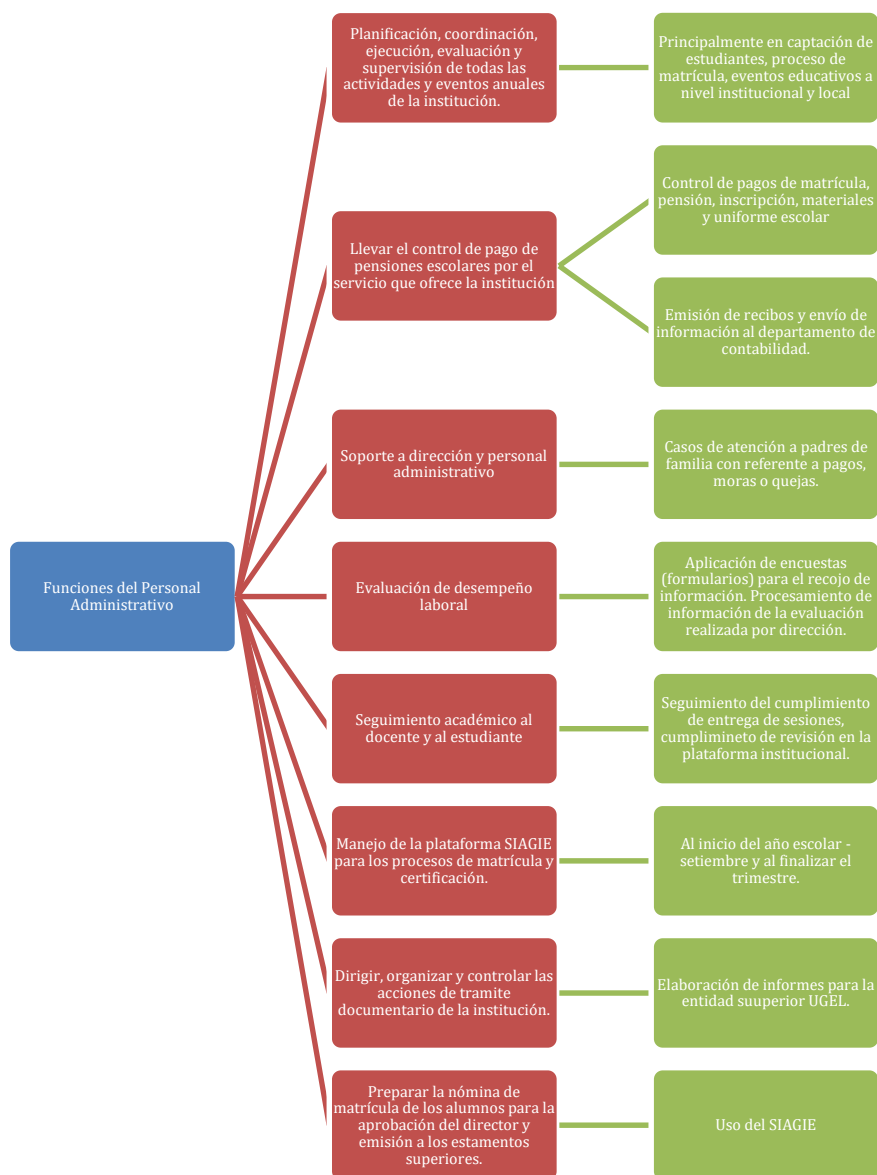 Planificación, coordinación,
ejecución, evaluación y
supervisión de todas las
actividades y eventos anuales
de la institución.
Principalmente en captación de
estudiantes, proceso de
matrícula, eventos educativos a
nivel institucional y local
Llevar el control de pago de
pensiones escolares por el
servicio que ofrece la institución
Control de pagos de matrícula,
pensión, inscripción, materiales
y uniforme escolar
Emisión de recibos y envío de
información al departamento de
contabilidad.
Soporte a dirección y personal
administrativo
Casos de atención a padres de
familia con referente a pagos,
moras o quejas.
Funciones del Personal
Administrativo
Evaluación de desempeño
laboral
Aplicación de encuestas
(formularios) para el recojo de
información. Procesamiento de
información de la evaluación
realizada por dirección.
Seguimiento académico al
docente y al estudiante
Seguimiento del cumplimiento
de entrega de sesiones,
cumplimineto de revisión en la
plataforma institucional.
Manejo de la plataforma SIAGIE
para los procesos de matrícula y
certificación.
Al inicio del año escolar -
setiembre y al finalizar el
trimestre.
Dirigir, organizar y controlar las
acciones de tramite
documentario de la institución.
Elaboración de informes para la
entidad suuperior UGEL.
Preparar la nómina de
matrícula de los alumnos para la
aprobación del director y
emisión a los estamentos
superiores.
Uso del SIAGIE